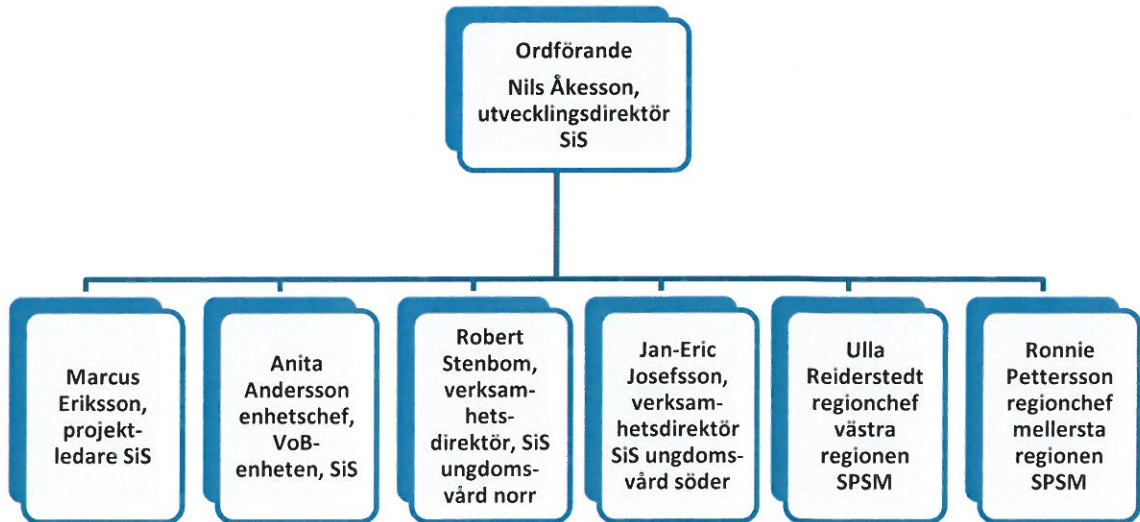 Ordförande
Nils Åkesson,
utvecklingsdirektör
SiS
Marcus
Eriksson,
projekt-
ledare SiS
Anita
Andersson
enhetschef,
VoB-
enheten, SiS
Robert
Stenbom,
verksam-
hets-
direktör, SiS
ungdoms-
vård norr
Jan-Eric
Josefsson,
verksam-
hetsdirektör
SiS ungdoms-
vård söder
Ulla
Reiderstedt
regionchef
västra
regionen
SPSM
Ronnie
Pettersson
regionchef
mellersta
regionen
SPSM